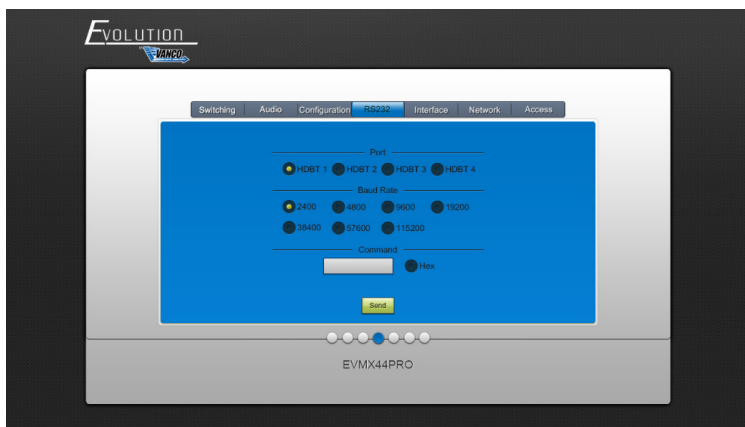 EVOLUTION
BY VANCO
Switching Audio Configuration RS232 Interface Network Access
Port
HDBT 1 HDBT 2 HDBT 3 HDBT 4
Baud Rate
2400 4800 9600 19200
38400 57600 115200
Command
Hex
Send
EVMX44PRO